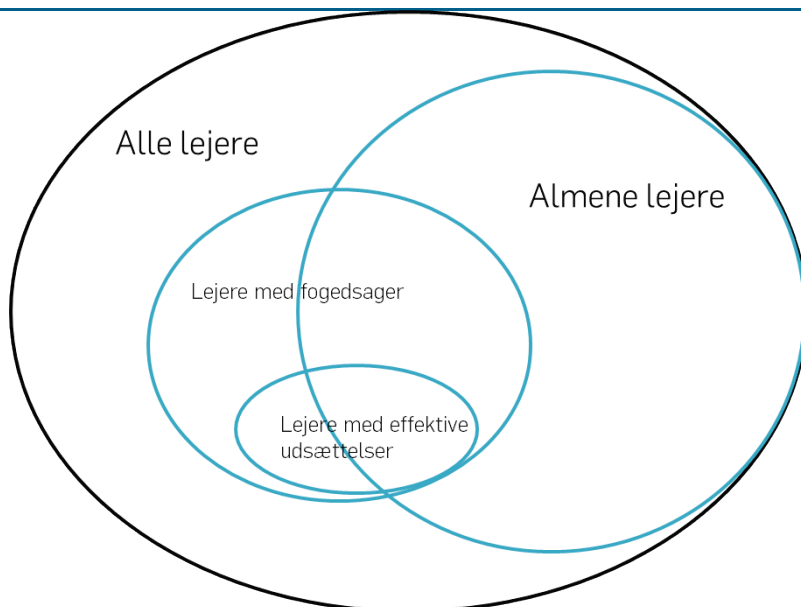 Alle lejere
Almene lejere
Lejere med fogedsager
Lejere med effektive
udsættelser